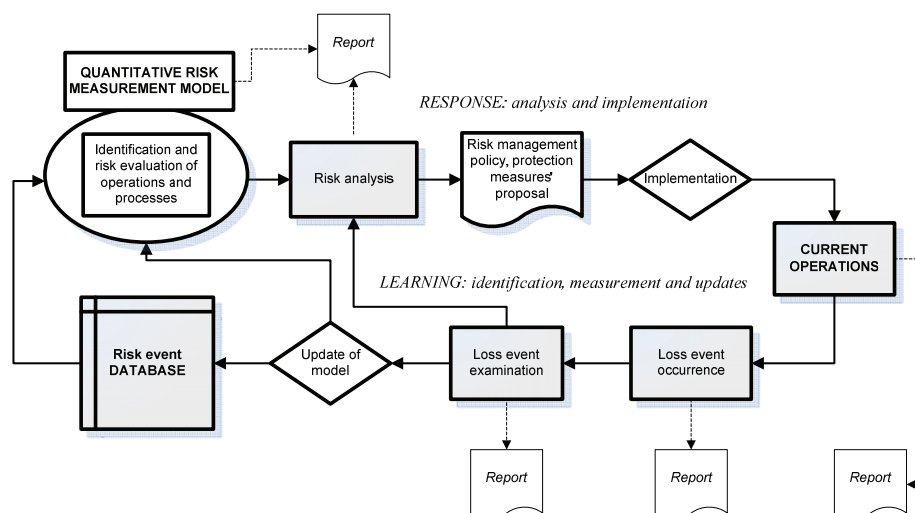 Report
QUANTITATIVE RISK
MEASUREMENT MODEL
RESPONSE: analysis and implementation
Identification and
risk evaluation of
operations and
processes
Risk analysis
Risk management
policy, protection
measures'
proposal
Implementation
CURRENT
OPERATIONS
LEARNING: identification, measurement and updates
Risk event
DATABASE
Update of
model
Loss event
examination
Loss event
occurrence
Report
Report
Report